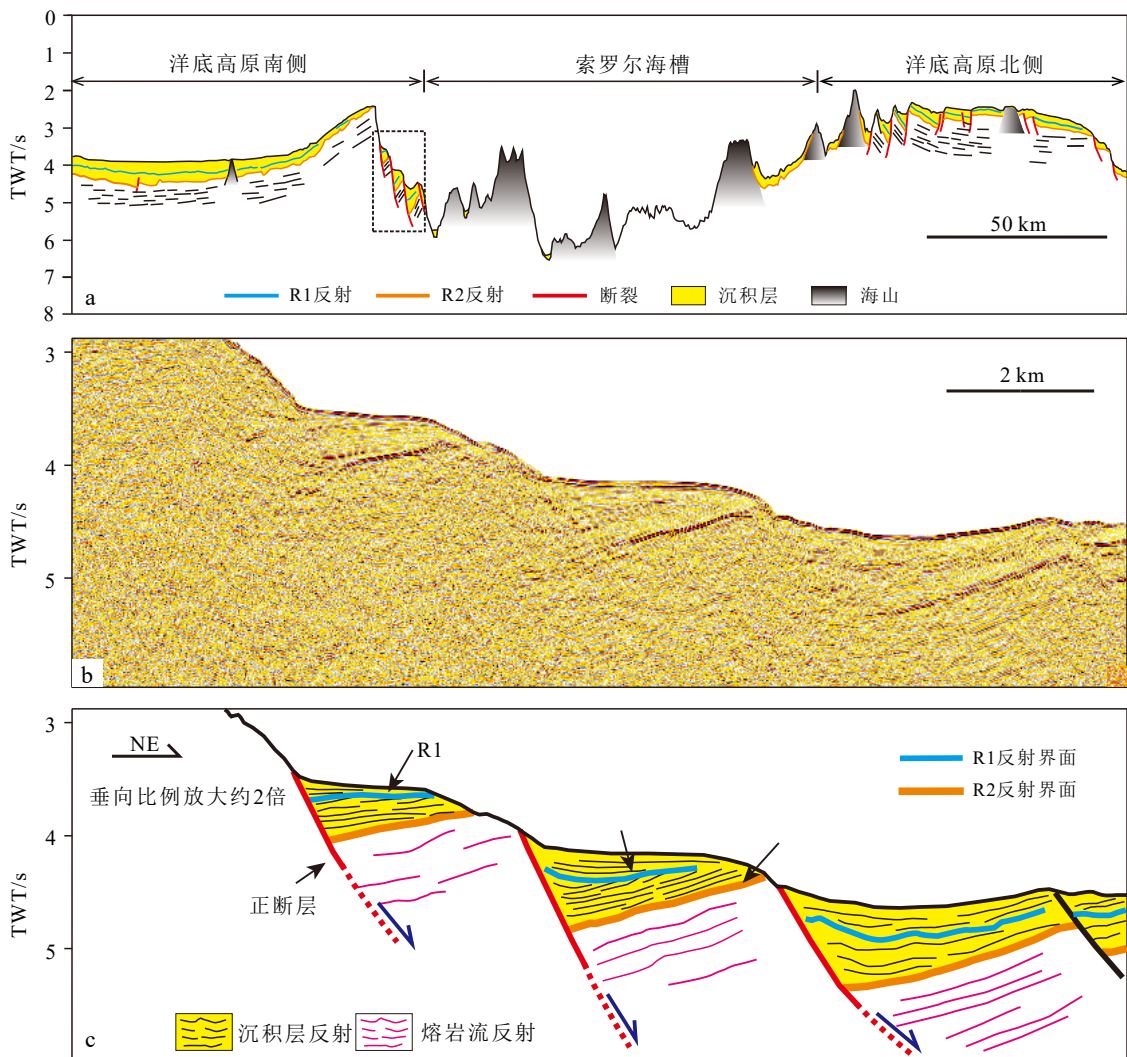 0
1
2
3
4
5
6
7
8
TWT/s
洋底高原南侧
索罗尔海槽
洋底高原北侧
50 km
R1反射
R2反射
断裂
沉积层
海山
a
3
4
5
TWT/s
2 km
b
3
4
5
TWT/s
NE
R1
R1反射界面
垂向比例放大约2倍
R2反射界面
正断层
沉积层反射
熔岩流反射
c